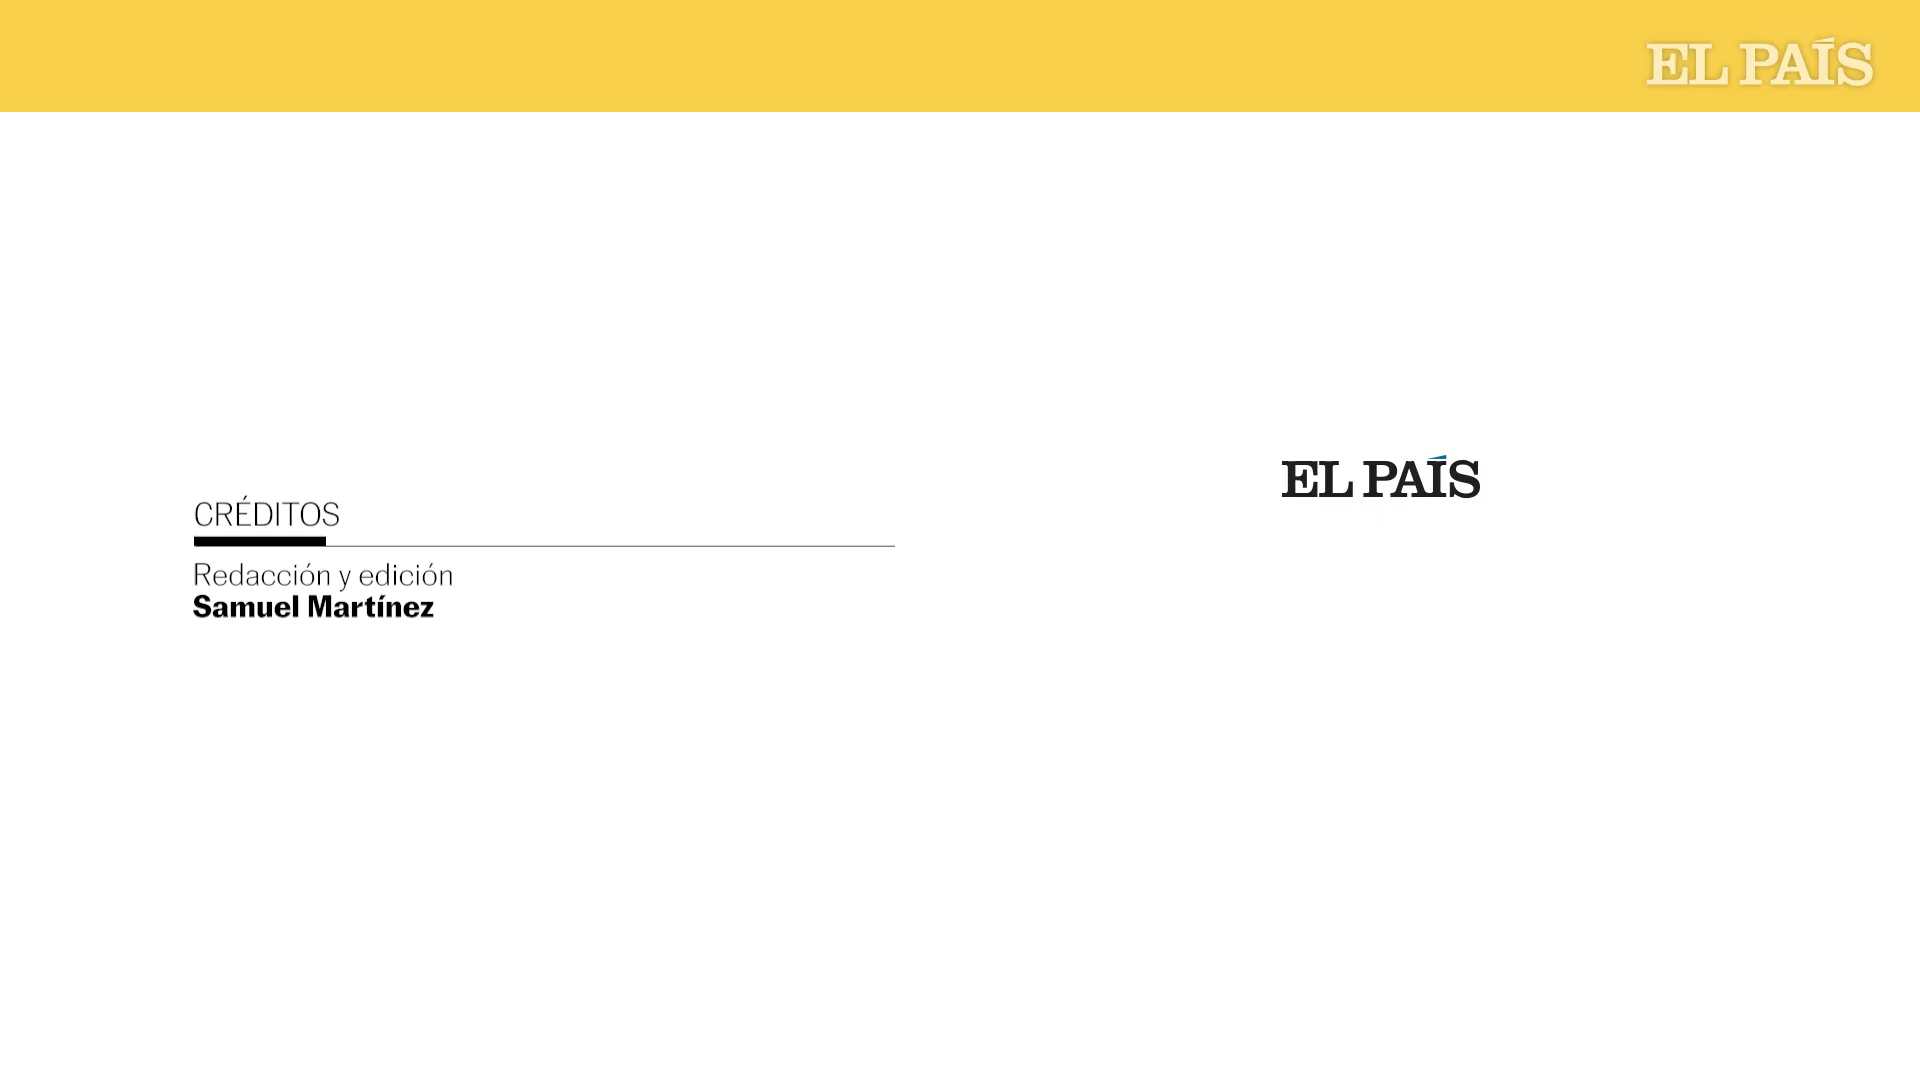 EL PAÍS
EL PAÍS
CRÉDITOS
Redacción y edición
Samuel Martínez